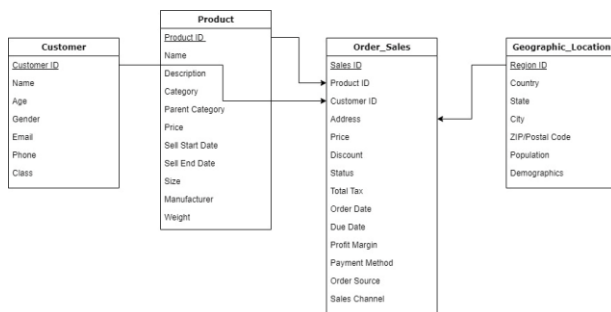 Customer
Customer ID
Name
Age
Gender
Email
Phone
Class
Product
Product ID
Name
Description
Category
Parent Category
Price
Sell Start Date
Sell End Date
Size
Manufacturer
Weight
Order_Sales
Sales ID
Product ID
Customer ID
Address
Price
Discount
Status
Total Tax
Order Date
Due Date
Profit Margin
Payment Method
Order Source
Sales Channel
Geographic_Location
Region ID
Country
State
City
ZIP/Postal Code
Population
Demographics